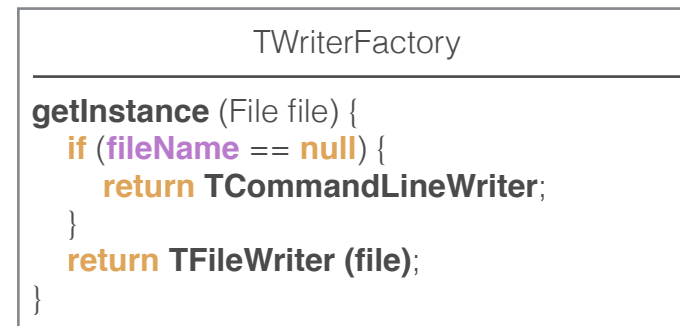 TWriterFactory
getInstance (File file) {
if (fileName == null) {
return TCommandLineWriter;
}
return TFileWriter (file);
}